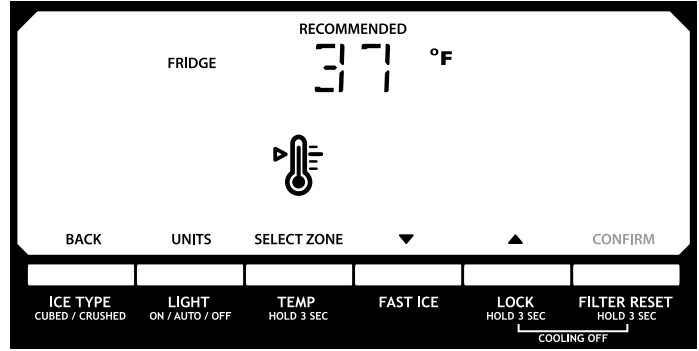 RECOMMENDED
FRIDGE 37 °F
BACK UNITS SELECT ZONE ▼ ▲ CONFIRM
ICE TYPE LIGHT TEMP FAST ICE LOCK FILTER RESET
CUBED / CRUSHED ON / AUTO / OFF HOLD 3 SEC HOLD 3 SEC HOLD 3 SEC
COOLING OFF